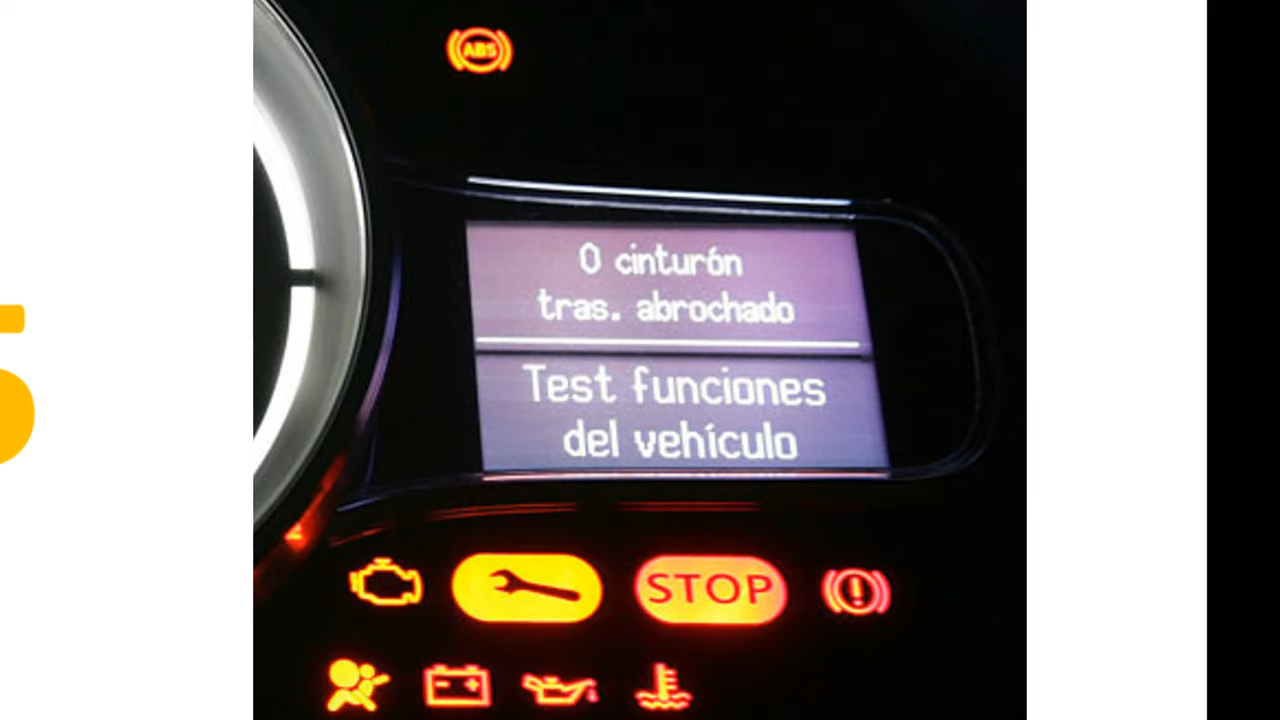 ABS
0 cinturón
tras. abrochado
Test funciones
del vehículo
STOP